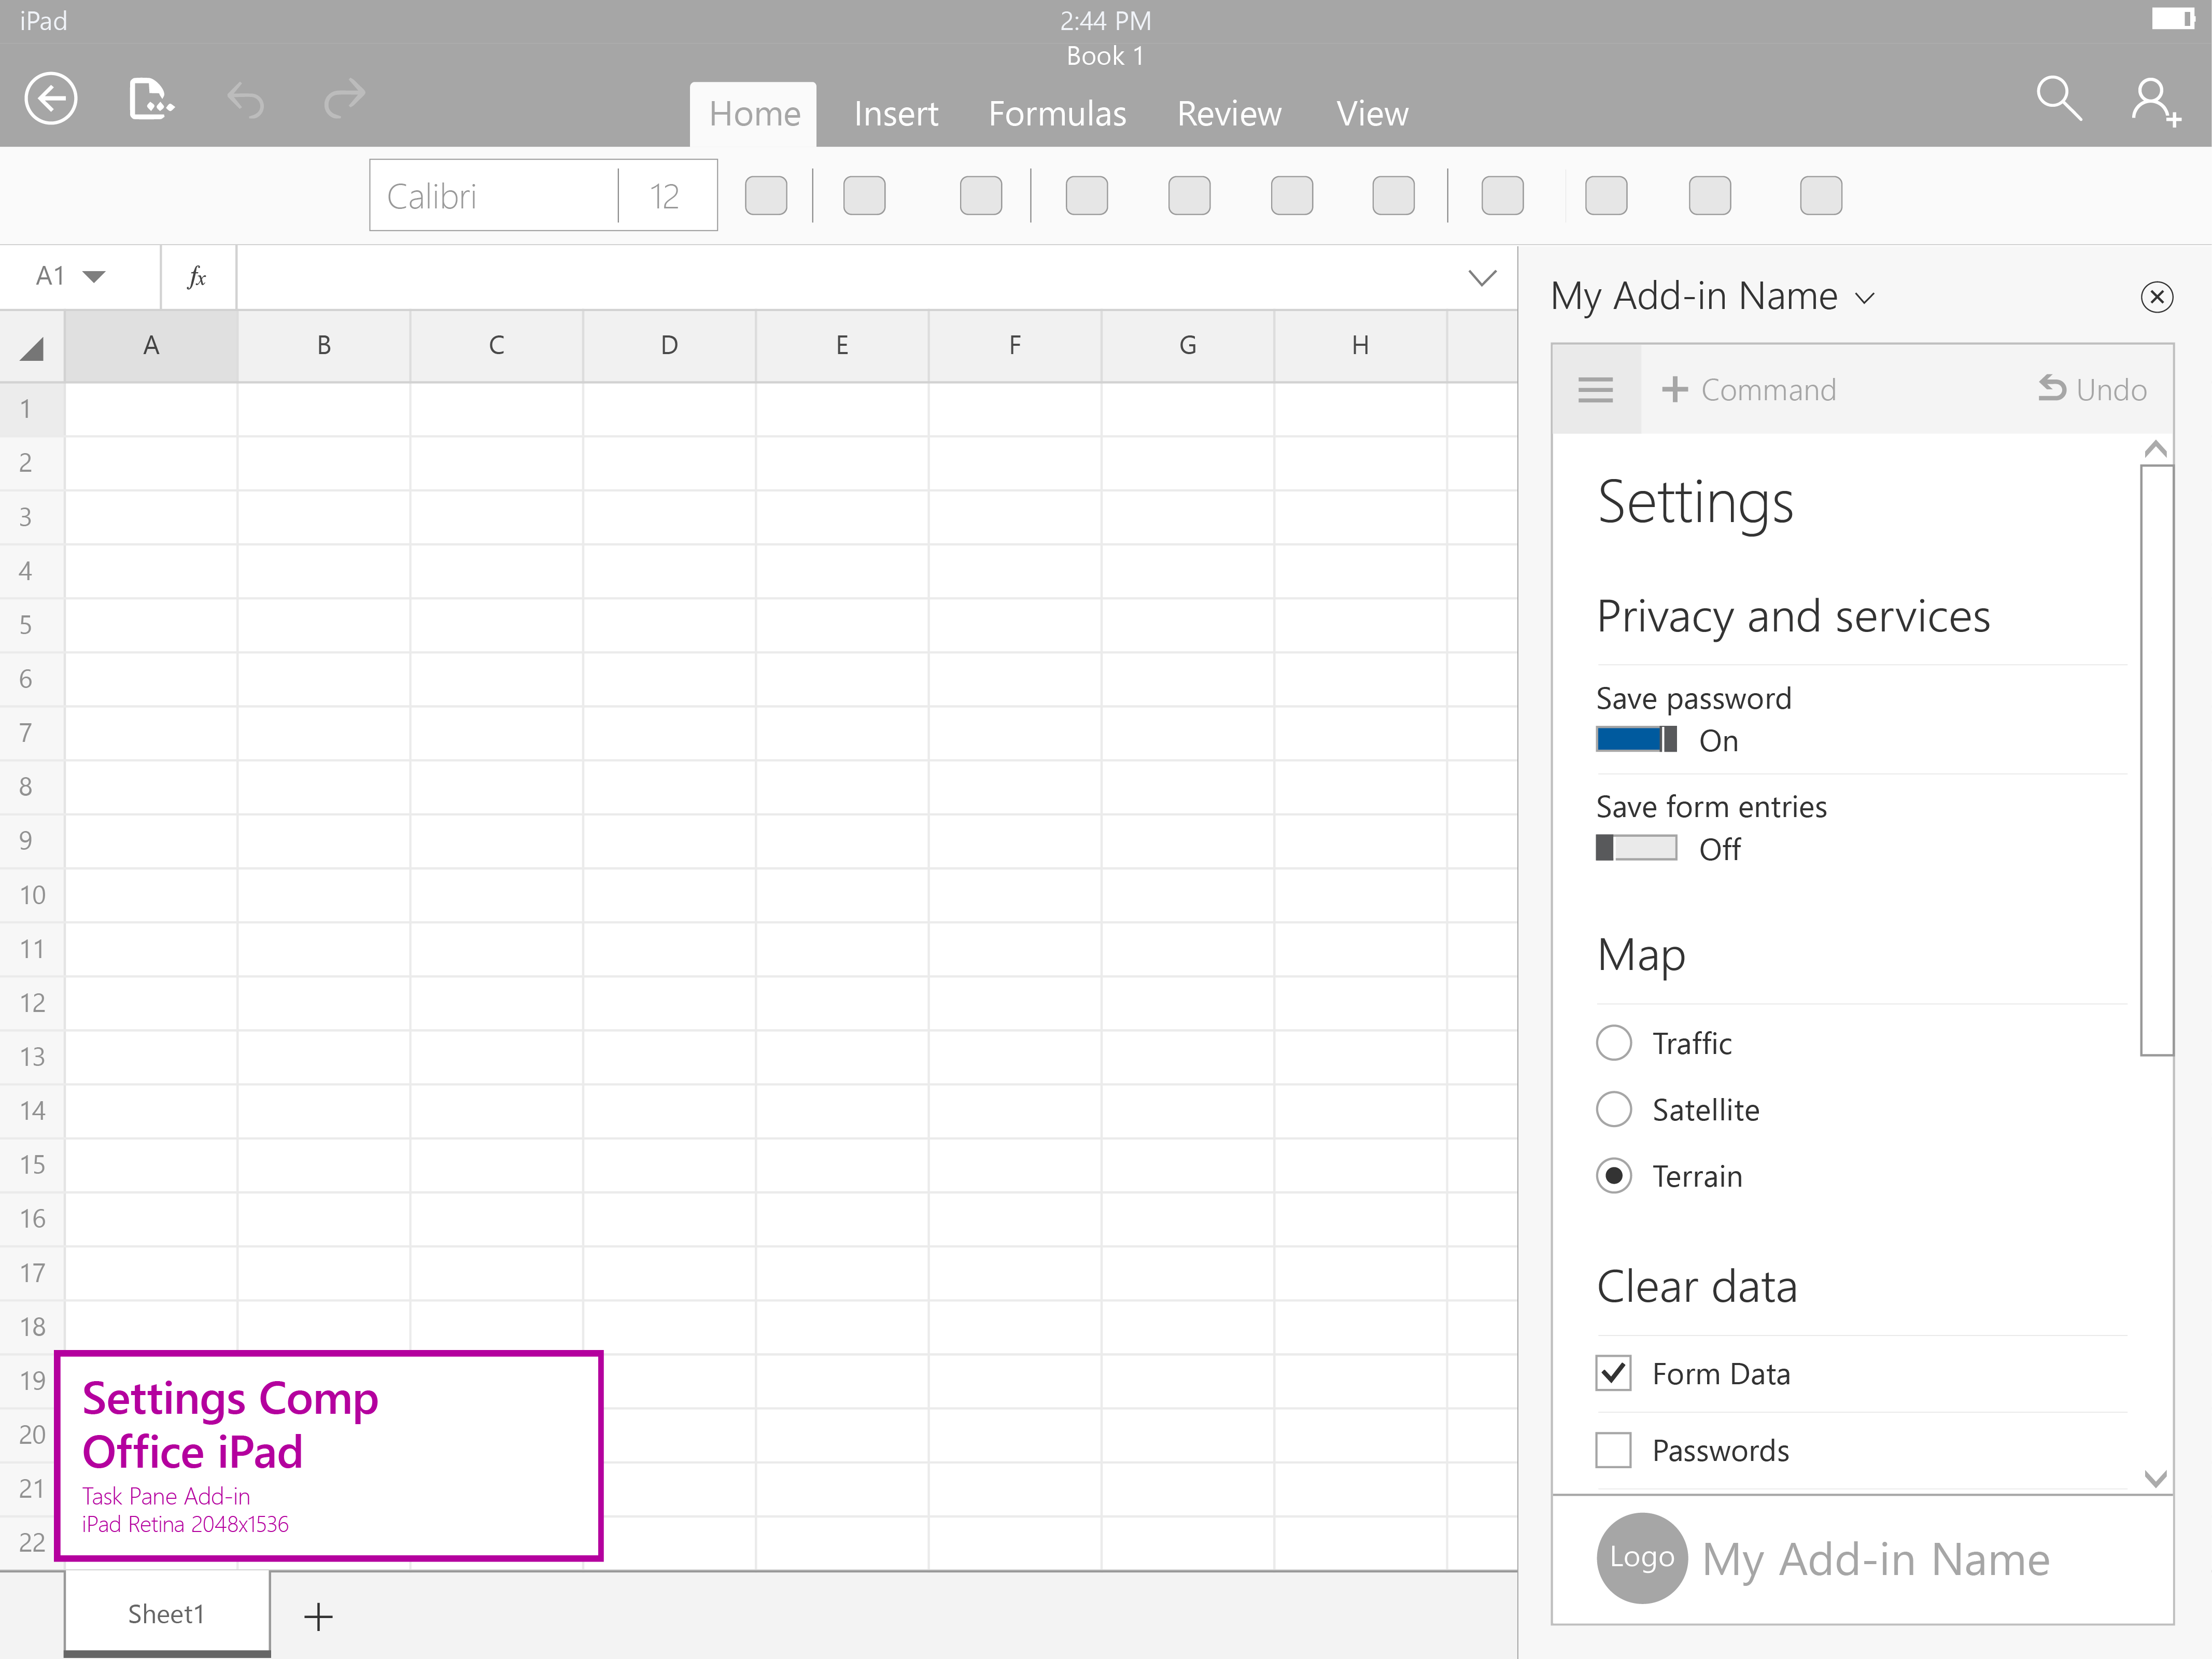 iPad
2:44 PM
Book 1
Home Insert Formulas Review View
Calibri 12
A1 fx
My Add-in Name
A B C D E F G H
Command Undo
1
2
3
4
5
6
7
8
9
10
11
12
13
14
15
16
17
18
19
20
21
22
Settings
Privacy and services
Save password
On
Save form entries
Off
Map
Traffic
Satellite
Terrain
Clear data
Form Data
Passwords
Logo My Add-in Name
Settings Comp
Office iPad
Task Pane Add-in
iPad Retina 2048x1536
Sheet1